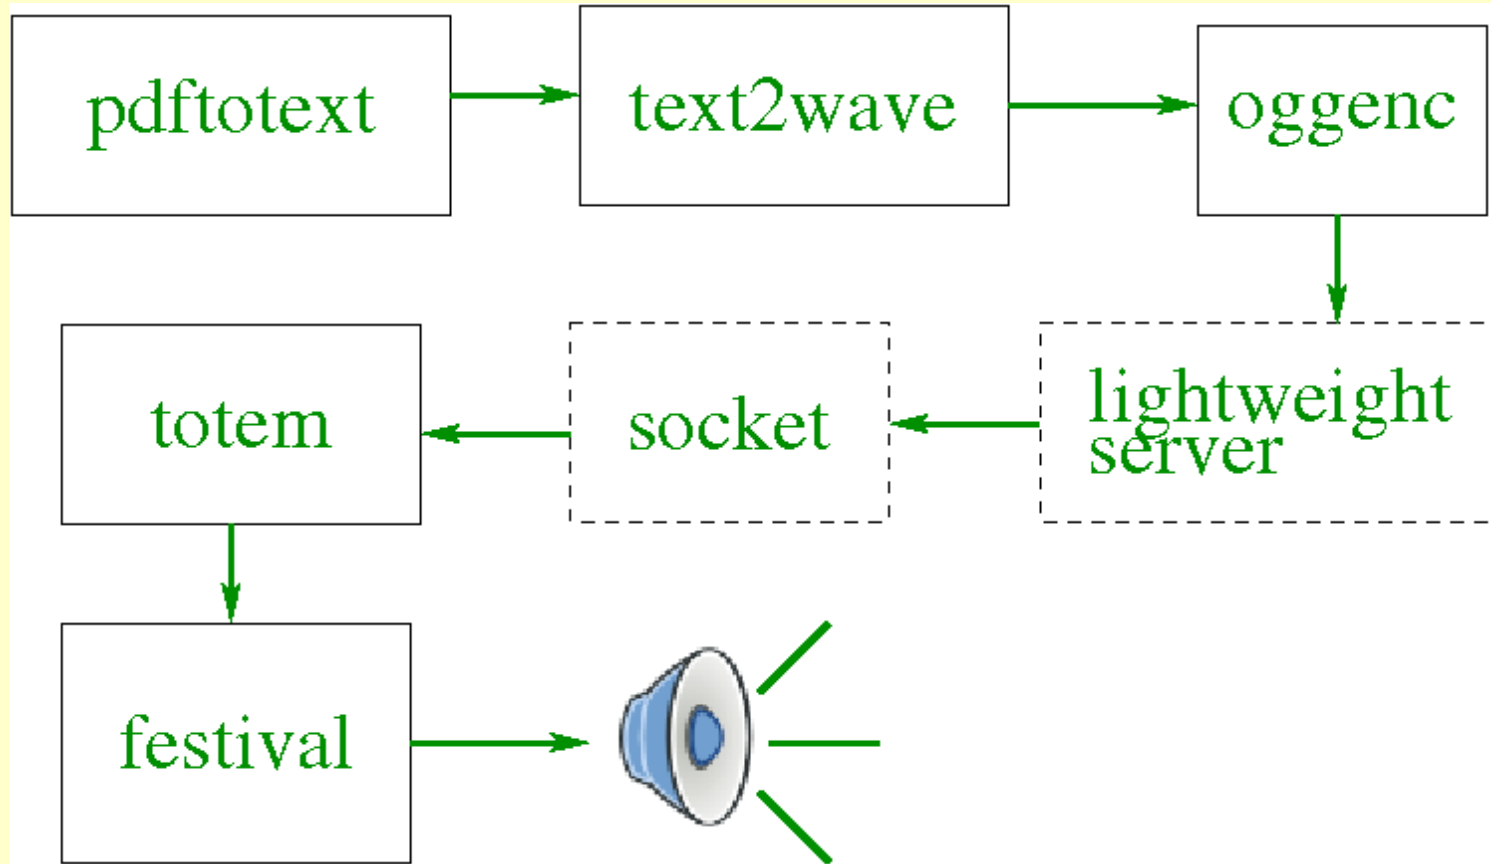 pdftotext
text2wave
oggenc
lightweight
server
socket
totem
festival